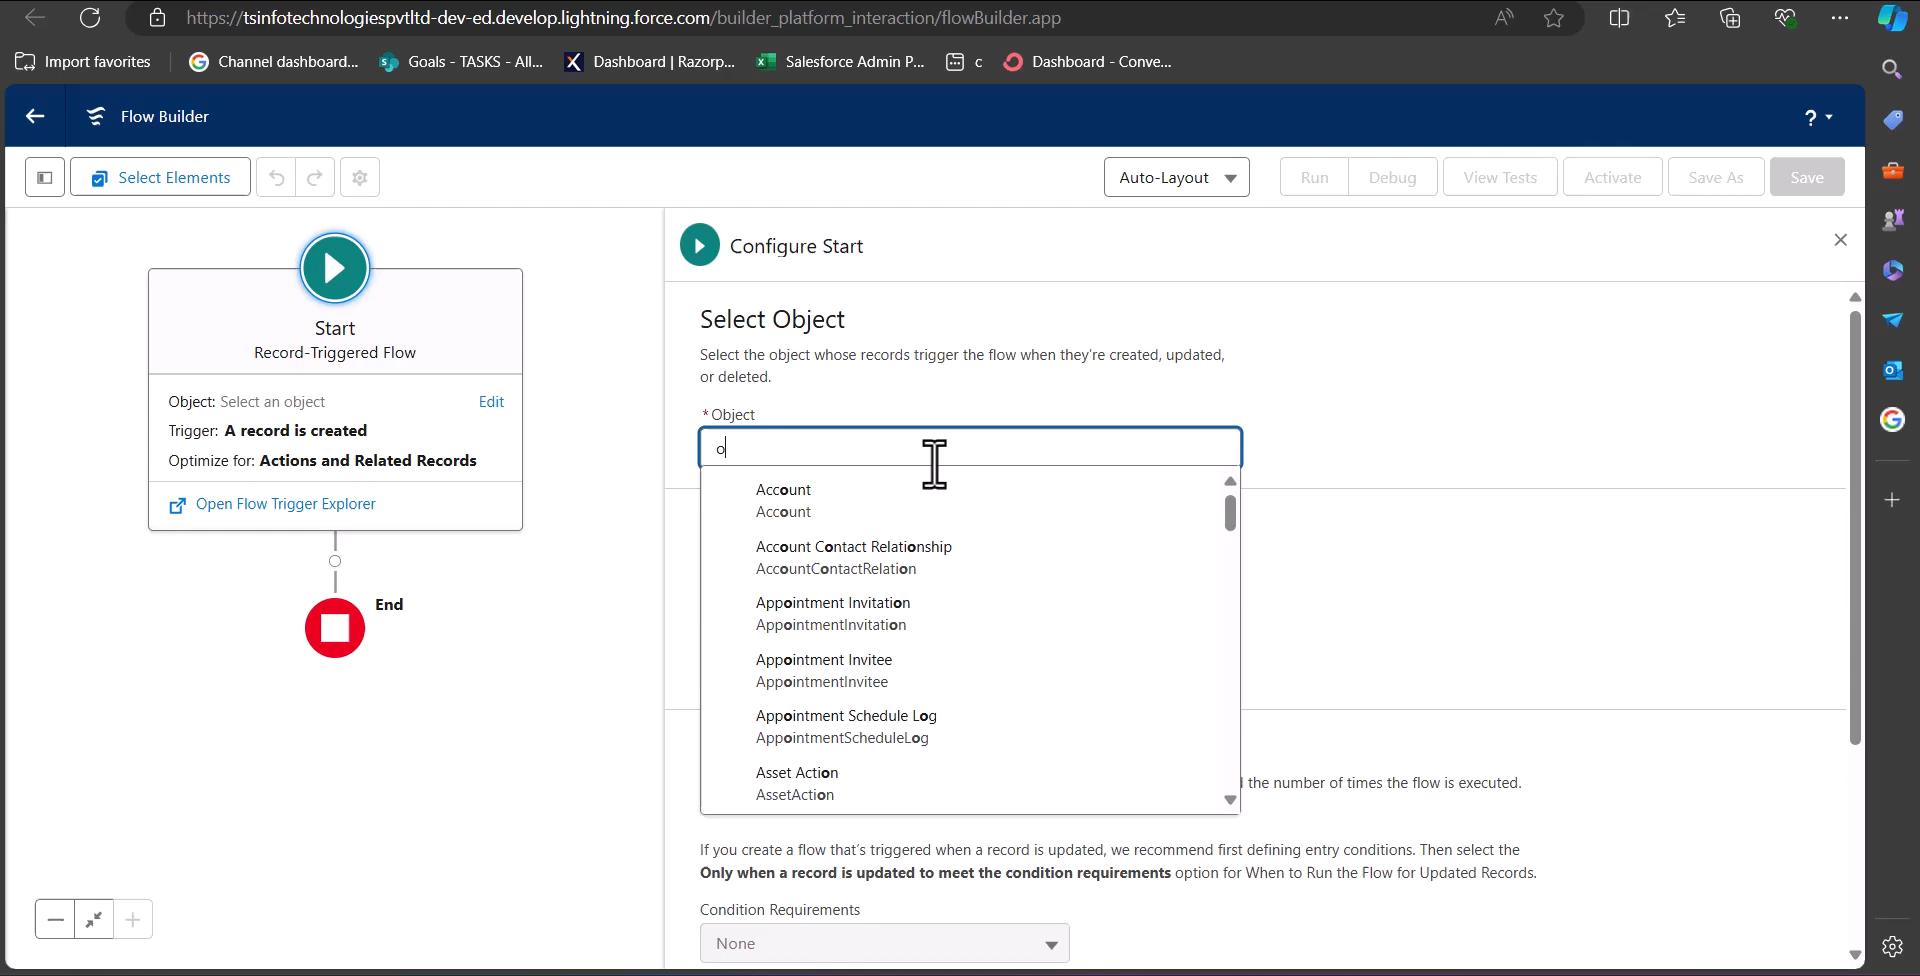 https://tsinfotechnologiespvtltd-dev-ed.develop.lightning.force.com/builder_platform_interaction/flowBuilder.app
Import favorites
Channel dashboard...
Goals - TASKS - All...
Dashboard | Razorp...
Salesforce Admin P...
c
Dashboard - Conve...
Flow Builder
?
Select Elements
Auto-Layout
Run
Debug
View Tests
Activate
Save As
Save
Start
Record-Triggered Flow
Object: Select an object
Edit
Trigger: A record is created
Optimize for: Actions and Related Records
Open Flow Trigger Explorer
End
Configure Start
Select Object
Select the object whose records trigger the flow when they're created, updated,
or deleted.
* Object
o
Account
Account
Account Contact Relationship
AccountContactRelation
Appointment Invitation
AppointmentInvitation
Appointment Invitee
AppointmentInvitee
Appointment Schedule Log
AppointmentScheduleLog
Asset Action
AssetAction
the number of times the flow is executed.
If you create a flow that's triggered when a record is updated, we recommend first defining entry conditions. Then select the
Only when a record is updated to meet the condition requirements option for When to Run the Flow for Updated Records.
Condition Requirements
None